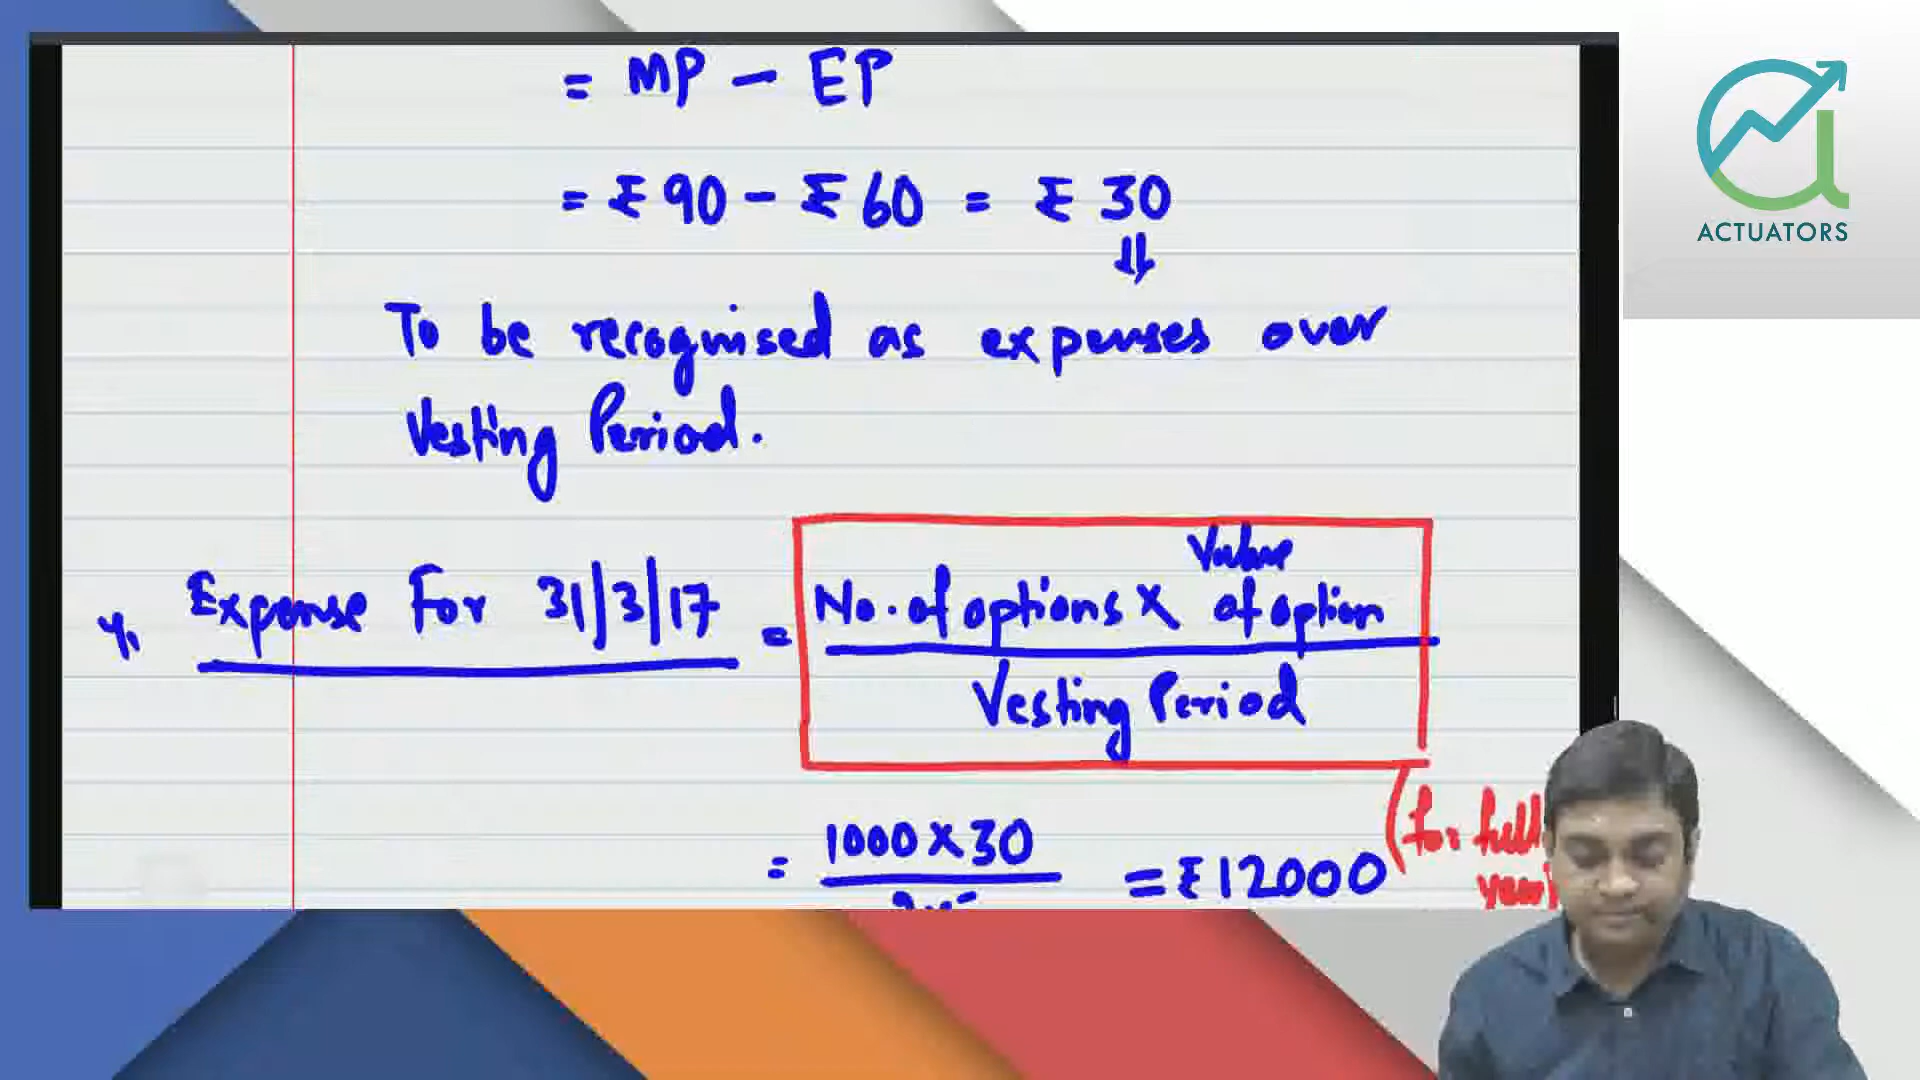 = MP - EP
= ₹ 90 - ₹ 60 = ₹ 30
⇓
To be recognised as expenses over
Vesting Period.
Y1 Expense For 31/3/17 = No. of options X Value of option
Vesting Period
(for full
year
= 1000 X 30 = ₹ 12000
ACTUATORS